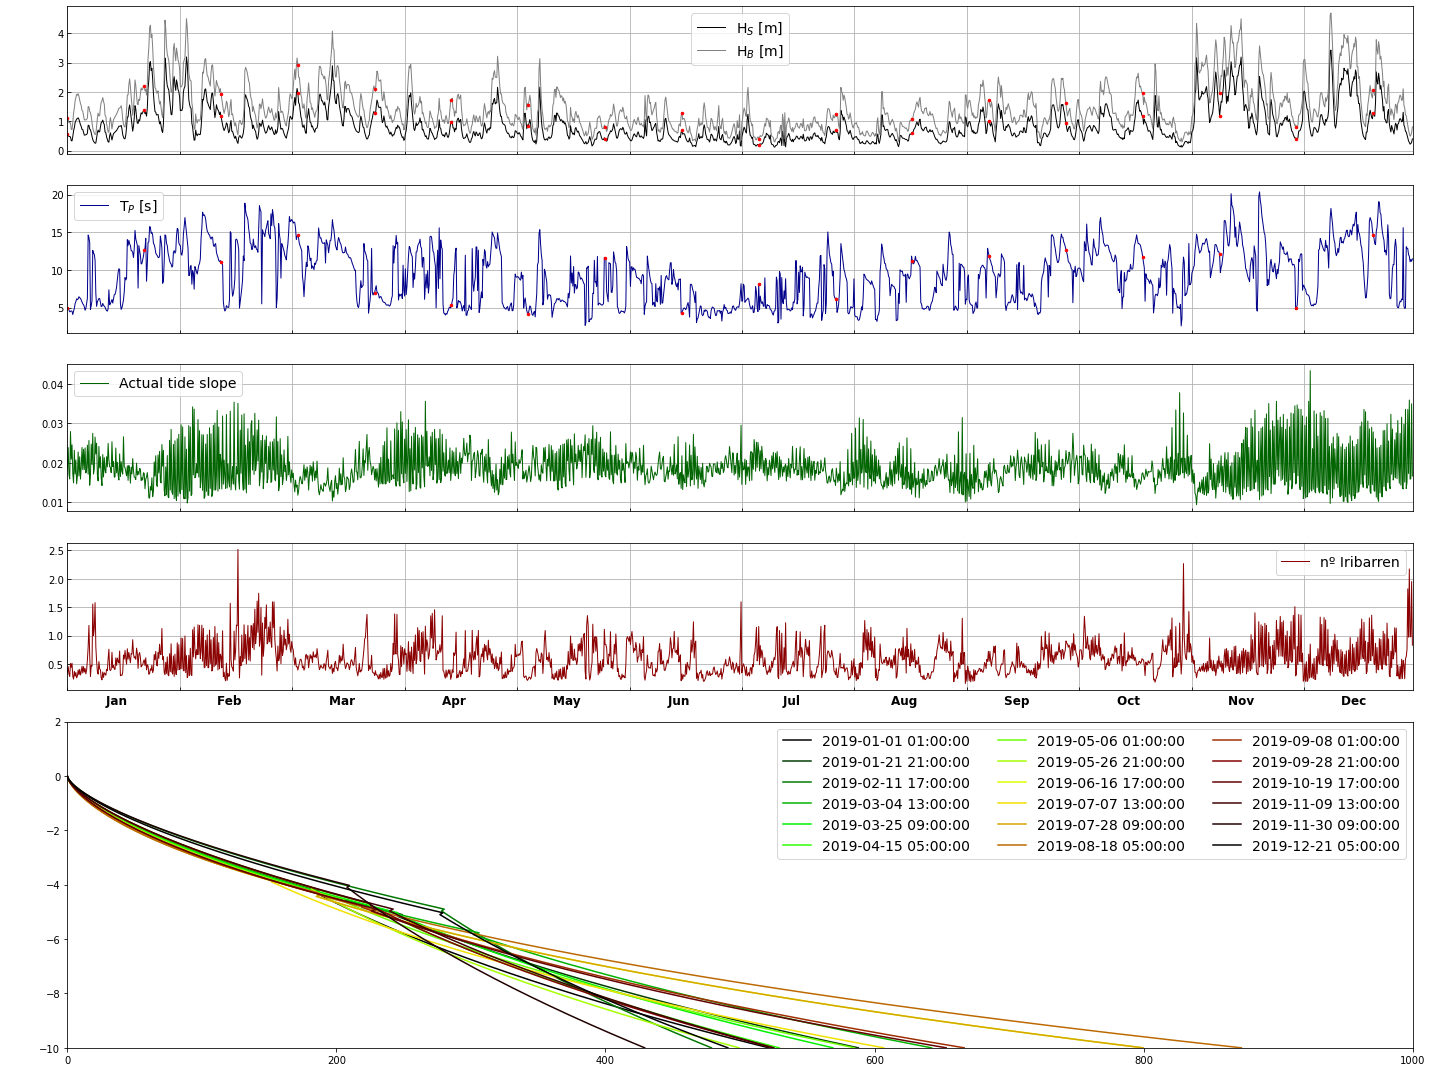 H_S [m]
H_B [m]
4
3
2
1
0
T_P [s]
20
15
10
5
Actual tide slope
0.04
0.03
0.02
0.01
nº Iribarren
2.5
2.0
1.5
1.0
0.5
Jan Feb Mar Apr May Jun Jul Aug Sep Oct Nov Dec
2
0
−2
−4
−6
−8
−10
2019-01-01 01:00:00 2019-05-06 01:00:00 2019-09-08 01:00:00
2019-01-21 21:00:00 2019-05-26 21:00:00 2019-09-28 21:00:00
2019-02-11 17:00:00 2019-06-16 17:00:00 2019-10-19 17:00:00
2019-03-04 13:00:00 2019-07-07 13:00:00 2019-11-09 13:00:00
2019-03-25 09:00:00 2019-07-28 09:00:00 2019-11-30 09:00:00
2019-04-15 05:00:00 2019-08-18 05:00:00 2019-12-21 05:00:00
0 200 400 600 800 1000